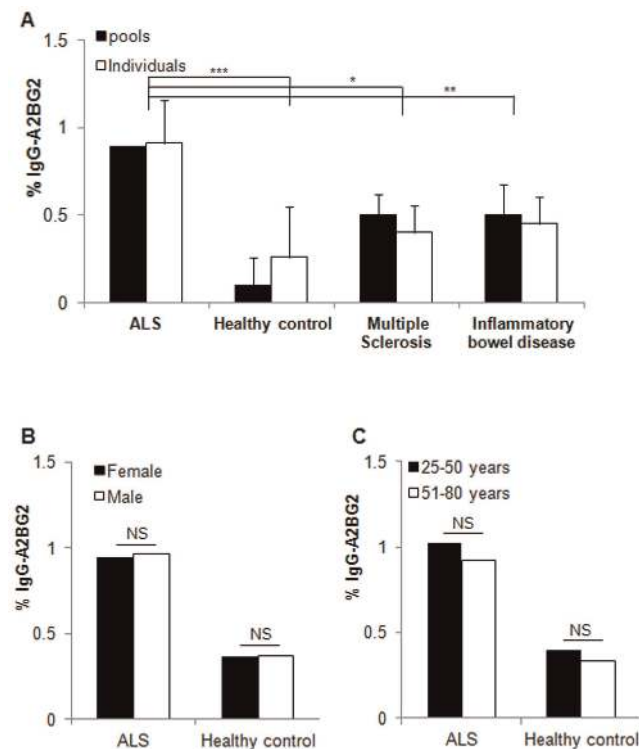 A
pools
Individuals
***
*
**
1.5
1
0.5
0
% IgG-A2BG2
ALS
Healthy control
Multiple
Sclerosis
Inflammatory
bowel disease
B
Female
Male
NS
NS
1.5
1
0.5
0
% IgG-A2BG2
ALS
Healthy control
C
25-50 years
51-80 years
NS
NS
1.5
1
0.5
0
% IgG-A2BG2
ALS
Healthy control